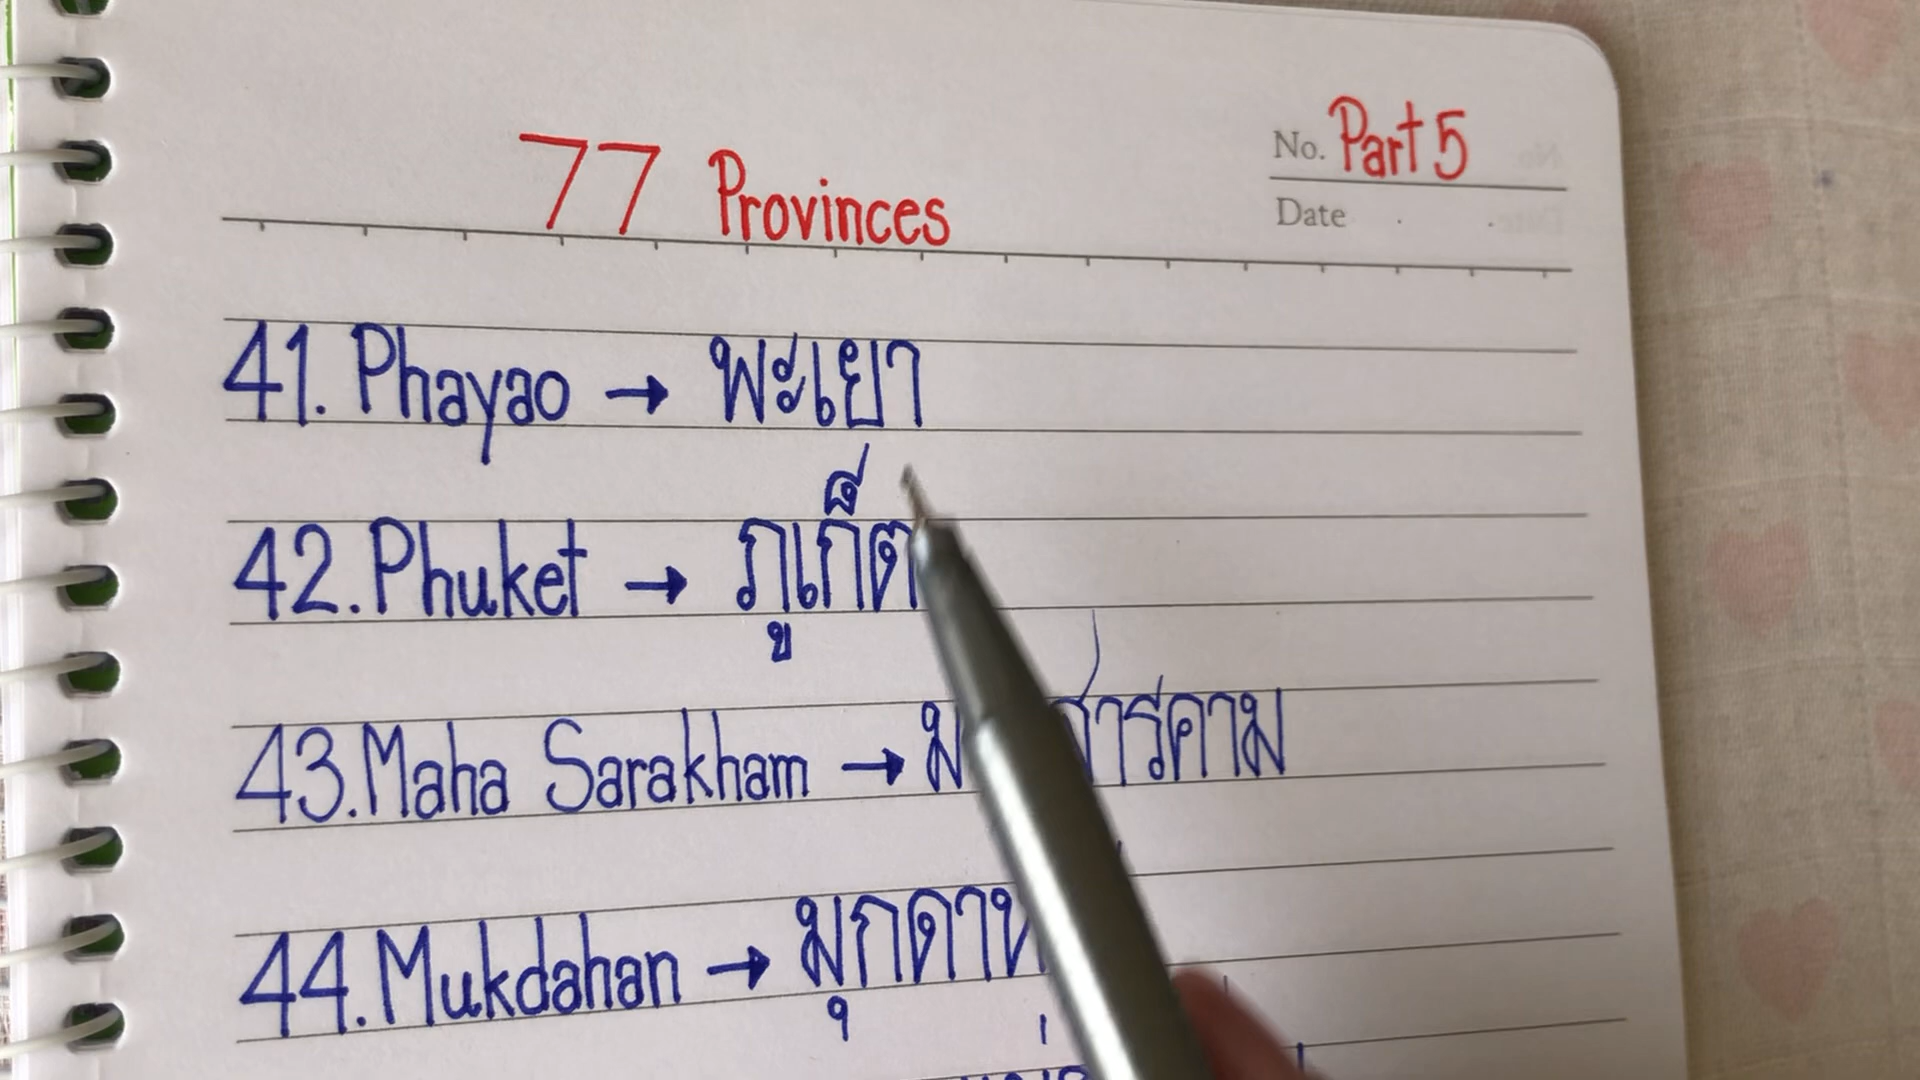 77 Provinces
No. Part 5
Date
41. Phayao → พะเยา
42. Phuket → ภูเก็ต
43. Maha Sarakham →
44. Mukdahan →